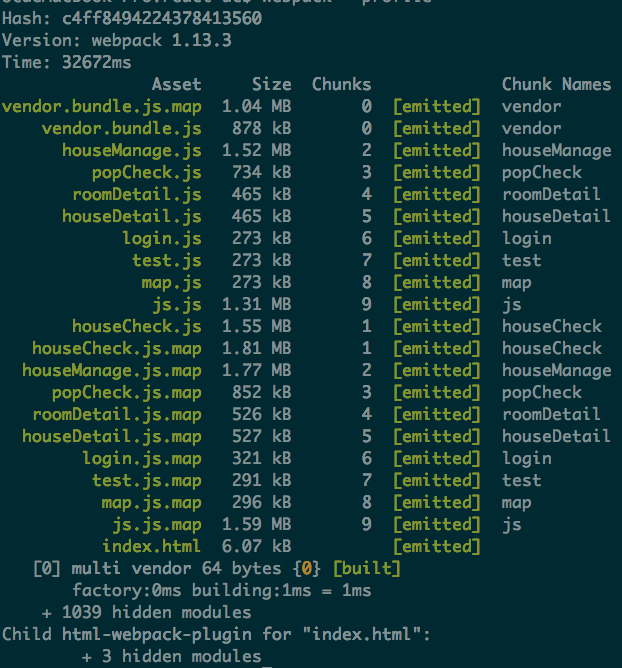 Hash: c4ff8494224378413560
Version: webpack 1.13.3
Time: 32672ms
Asset Size Chunks Chunk Names
vendor.bundle.js.map 1.04 MB 0 [emitted] vendor
vendor.bundle.js 878 kB 0 [emitted] vendor
houseManage.js 1.52 MB 2 [emitted] houseManage
popCheck.js 734 kB 3 [emitted] popCheck
roomDetail.js 465 kB 4 [emitted] roomDetail
houseDetail.js 465 kB 5 [emitted] houseDetail
login.js 273 kB 6 [emitted] login
test.js 273 kB 7 [emitted] test
map.js 273 kB 8 [emitted] map
js.js 1.31 MB 9 [emitted] js
houseCheck.js 1.55 MB 1 [emitted] houseCheck
houseCheck.js.map 1.81 MB 1 [emitted] houseCheck
houseManage.js.map 1.77 MB 2 [emitted] houseManage
popCheck.js.map 852 kB 3 [emitted] popCheck
roomDetail.js.map 526 kB 4 [emitted] roomDetail
houseDetail.js.map 527 kB 5 [emitted] houseDetail
login.js.map 321 kB 6 [emitted] login
test.js.map 291 kB 7 [emitted] test
map.js.map 296 kB 8 [emitted] map
js.js.map 1.59 MB 9 [emitted] js
index.html 6.07 kB [emitted]
[0] multi vendor 64 bytes {0} [built]
factory:0ms building:1ms = 1ms
+ 1039 hidden modules
Child html-webpack-plugin for "index.html":
+ 3 hidden modules